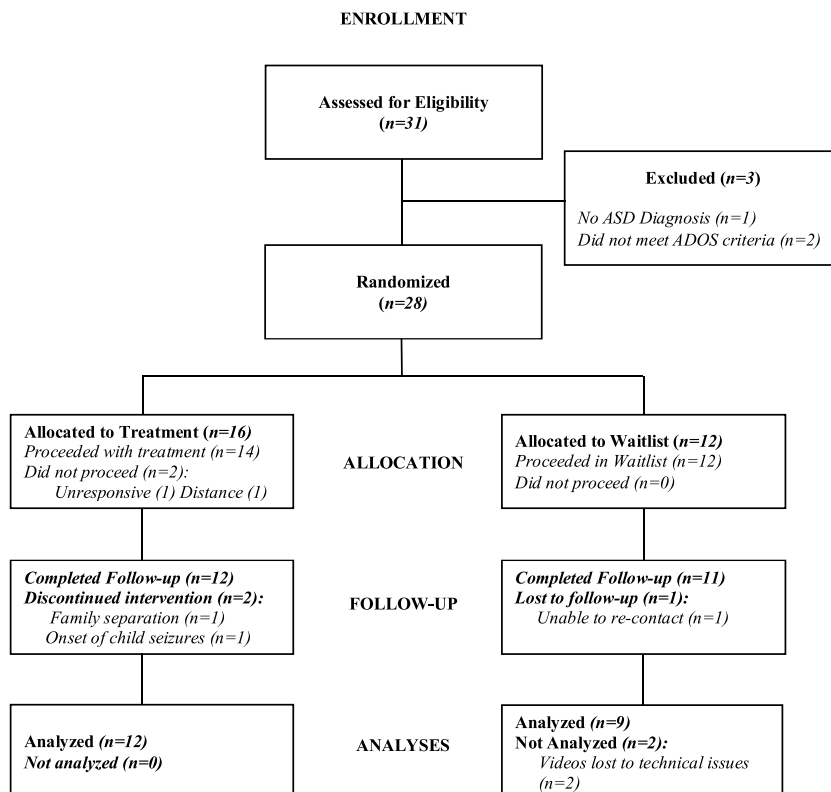 ENROLLMENT
Assessed for Eligibility
(n=31)
Excluded (n=3)
No ASD Diagnosis (n=1)
Did not meet ADOS criteria (n=2)
Randomized
(n=28)
Allocated to Treatment (n=16)
Proceeded with treatment (n=14)
Did not proceed (n=2):
Unresponsive (1) Distance (1)
ALLOCATION
Allocated to Waitlist (n=12)
Proceeded in Waitlist (n=12)
Did not proceed (n=0)
Completed Follow-up (n=12)
Discontinued intervention (n=2):
Family separation (n=1)
Onset of child seizures (n=1)
FOLLOW-UP
Completed Follow-up (n=11)
Lost to follow-up (n=1):
Unable to re-contact (n=1)
Analyzed (n=12)
Not analyzed (n=0)
ANALYSES
Analyzed (n=9)
Not Analyzed (n=2):
Videos lost to technical issues
(n=2)